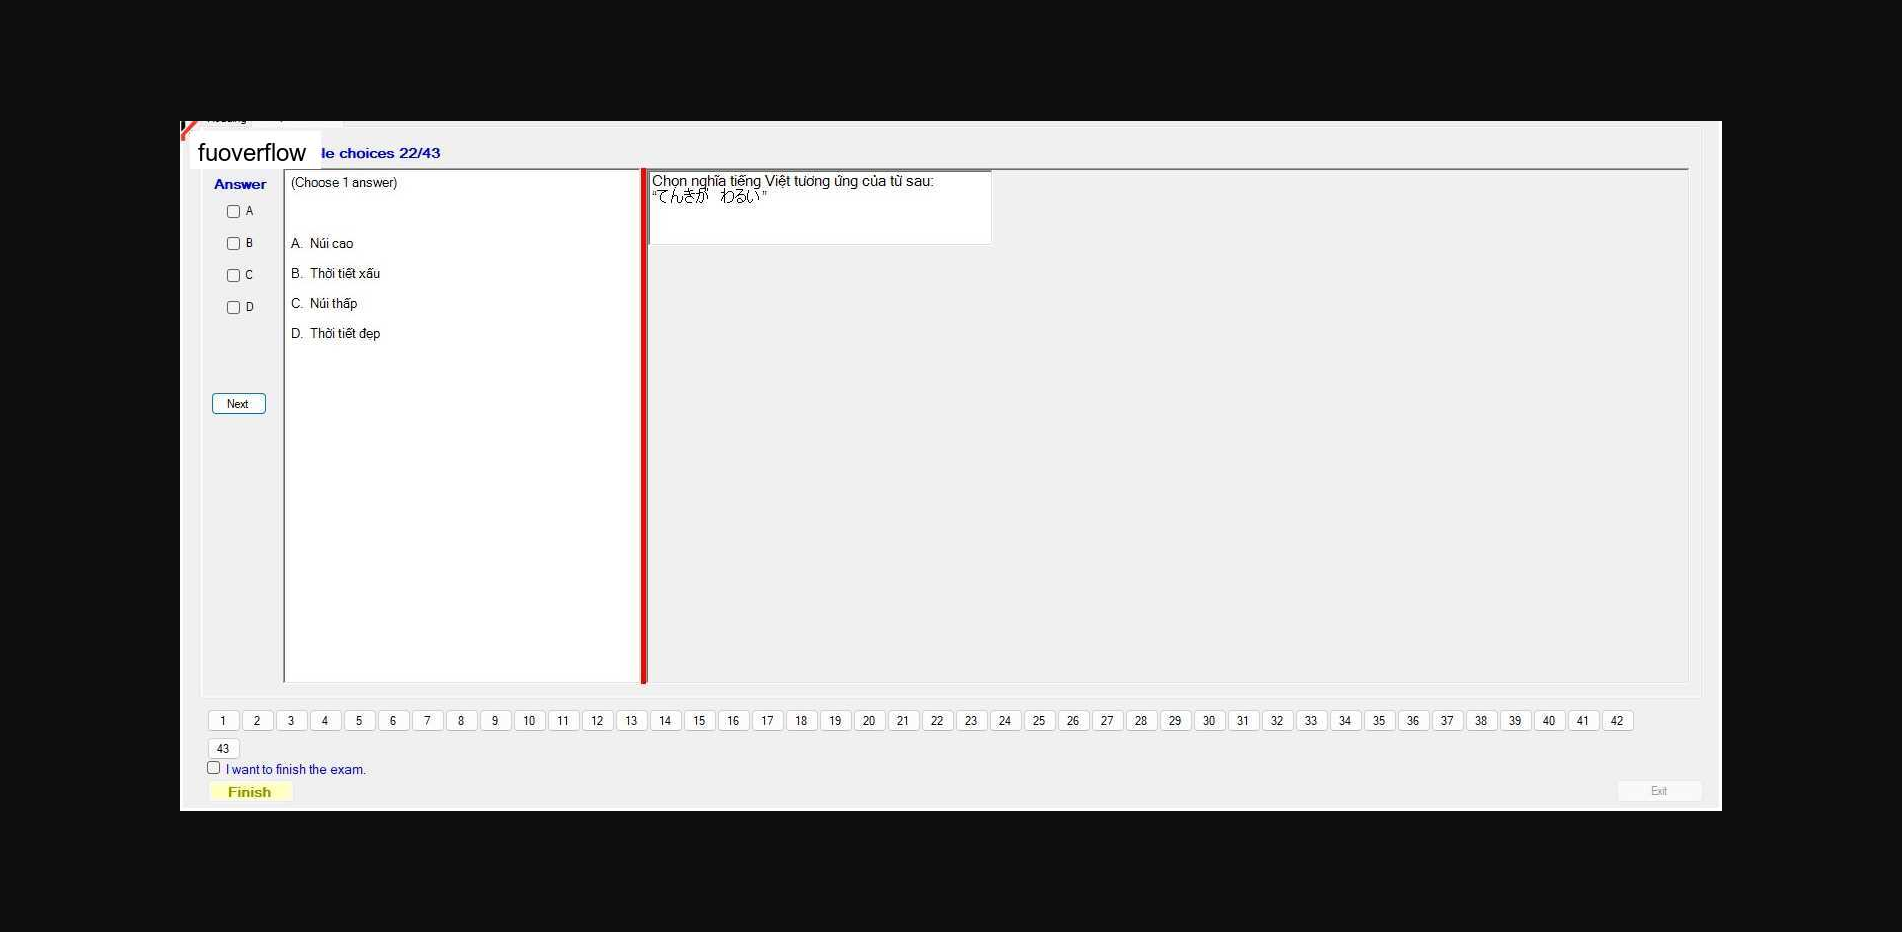 fuoverflow
le choices 22/43
Answer
(Choose 1 answer)
A
B
C
D
A. Núi cao
B. Thời tiết xấu
C. Núi thấp
D. Thời tiết đẹp
Next
Chọn nghĩa tiếng Việt tương ứng của từ sau:
“てんきが わるい”
1 2 3 4 5 6 7 8 9 10 11 12 13 14 15 16 17 18 19 20 21 22 23 24 25 26 27 28 29 30 31 32 33 34 35 36 37 38 39 40 41 42
43
I want to finish the exam.
Finish
Exit